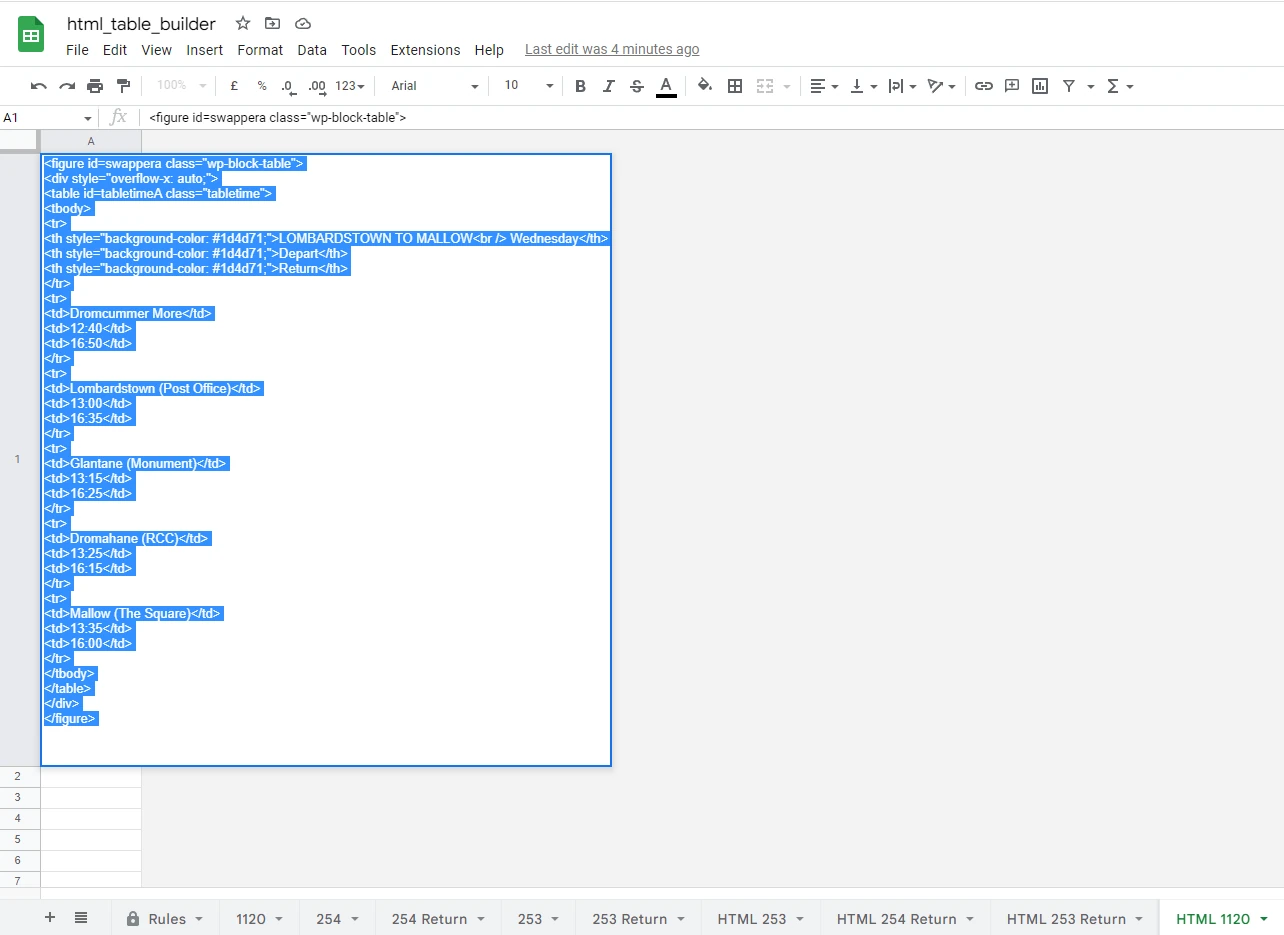 html_table_builder
File Edit View Insert Format Data Tools Extensions Help Last edit was 4 minutes ago
100% £ % .0 .00 123 Arial 10 B I S A
A1 fx <figure id=swappera class="wp-block-table">
A
<figure id=swappera class="wp-block-table">
<div style="overflow-x: auto;">
<table id=tabletimeA class="tabletime">
<tbody>
<tr>
<th style="background-color: #1d4d71;">LOMBARDSTOWN TO MALLOW<br /> Wednesday</th>
<th style="background-color: #1d4d71;">Depart</th>
<th style="background-color: #1d4d71;">Return</th>
</tr>
<tr>
<td>Dromcummer More</td>
<td>12:40</td>
<td>16:50</td>
</tr>
<tr>
<td>Lombardstown (Post Office)</td>
<td>13:00</td>
<td>16:35</td>
</tr>
<tr>
1 <td>Glantane (Monument)</td>
<td>13:15</td>
<td>16:25</td>
</tr>
<tr>
<td>Dromahane (RCC)</td>
<td>13:25</td>
<td>16:15</td>
</tr>
<tr>
<td>Mallow (The Square)</td>
<td>13:35</td>
<td>16:00</td>
</tr>
</tbody>
</table>
</div>
</figure>
2
3
4
5
6
7
+ Rules 1120 254 254 Return 253 253 Return HTML 253 HTML 254 Return HTML 253 Return HTML 1120